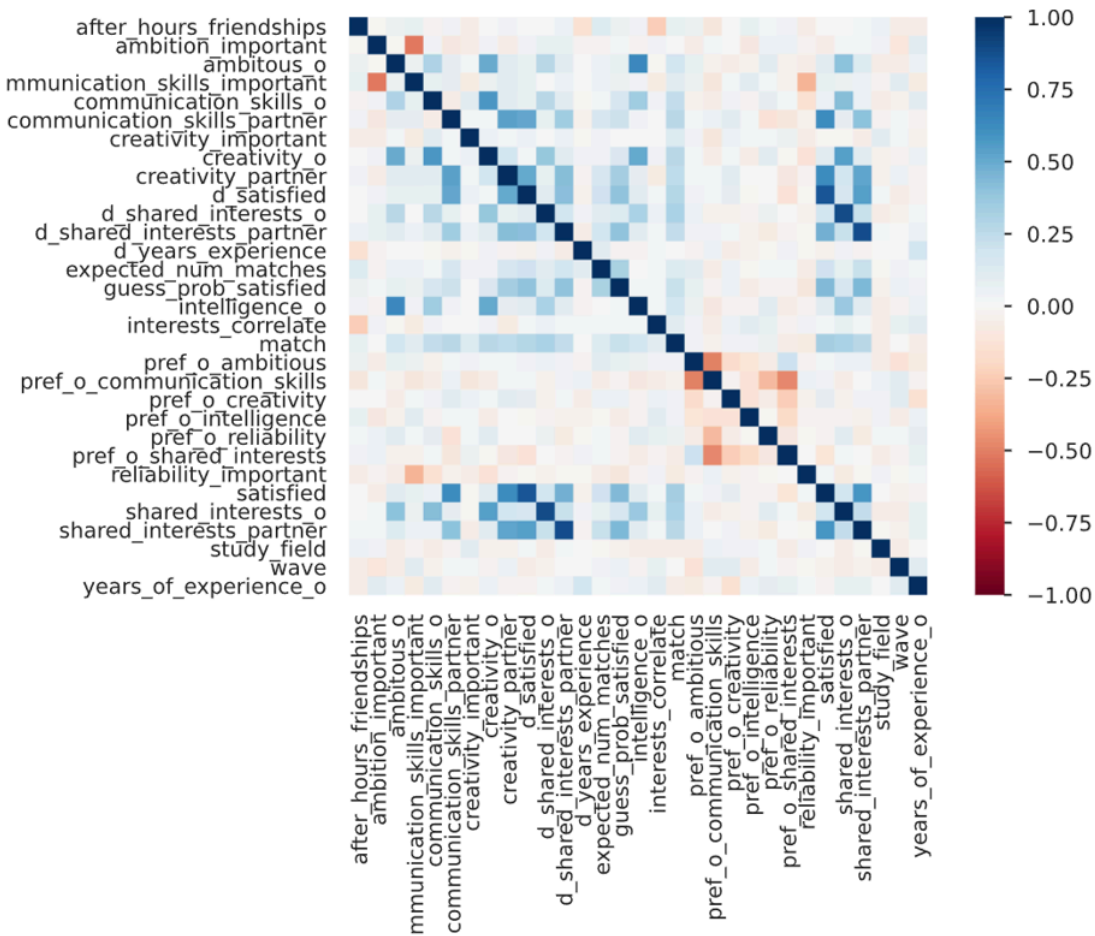 after_hours_friendships
ambition_important
ambitous_o
mmunication_skills_important
communication_skills_o
communication_skills_partner
creativity_important
creativity_o
creativity_partner
d_satisfied
d_shared_interests_o
d_shared_interests_partner
d_years_experience
expected_num_matches
guess_prob_satisfied
intelligence_o
interests_correlate
match
pref_o_ambitious
pref_o_communication_skills
pref_o_creativity
pref_o_intelligence
pref_o_reliability
pref_o_shared_interests
reliability_important
satisfied
shared_interests_o
shared_interests_partner
study_field
wave
years_of_experience_o
1.00
0.75
0.50
0.25
0.00
−0.25
−0.50
−0.75
−1.00
after_hours_friendships
ambition_important
ambitous_o
mmunication_skills_important
communication_skills_o
communication_skills_partner
creativity_important
creativity_o
creativity_partner
d_satisfied
d_shared_interests_o
d_shared_interests_partner
d_years_experience
expected_num_matches
guess_prob_satisfied
intelligence_o
interests_correlate
match
pref_o_ambitious
pref_o_communication_skills
pref_o_creativity
pref_o_intelligence
pref_o_reliability
pref_o_shared_interests
reliability_important
satisfied
shared_interests_o
shared_interests_partner
study_field
wave
years_of_experience_o